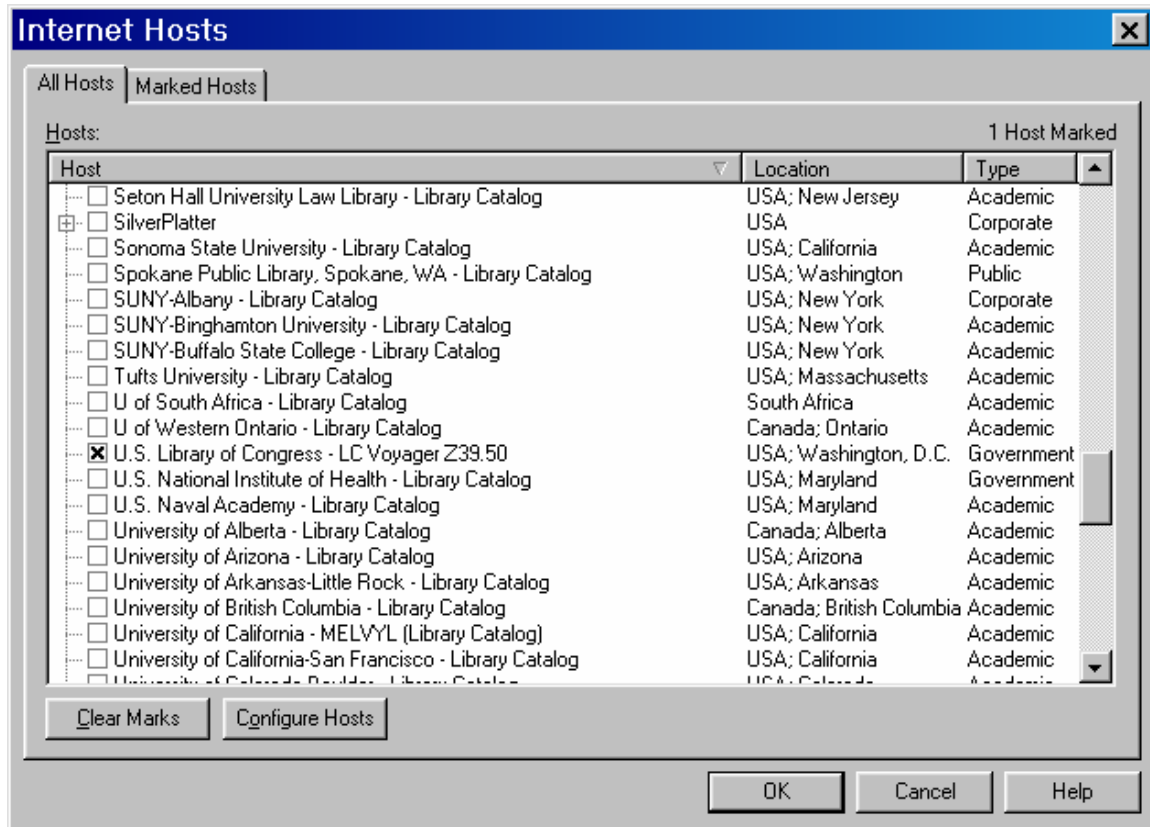 Internet Hosts
All Hosts Marked Hosts
Hosts: 1 Host Marked
Host Location Type
Seton Hall University Law Library - Library Catalog USA; New Jersey Academic
SilverPlatter USA Corporate
Sonoma State University - Library Catalog USA; California Academic
Spokane Public Library, Spokane, WA - Library Catalog USA; Washington Public
SUNY-Albany - Library Catalog USA; New York Corporate
SUNY-Binghamton University - Library Catalog USA; New York Academic
SUNY-Buffalo State College - Library Catalog USA; New York Academic
Tufts University - Library Catalog USA; Massachusetts Academic
U of South Africa - Library Catalog South Africa Academic
U of Western Ontario - Library Catalog Canada; Ontario Academic
U.S. Library of Congress - LC Voyager Z39.50 USA; Washington, D.C. Government
U.S. National Institute of Health - Library Catalog USA; Maryland Government
U.S. Naval Academy - Library Catalog USA; Maryland Academic
University of Alberta - Library Catalog Canada; Alberta Academic
University of Arizona - Library Catalog USA; Arizona Academic
University of Arkansas-Little Rock - Library Catalog USA; Arkansas Academic
University of British Columbia - Library Catalog Canada; British Columbia Academic
University of California - MELVYL (Library Catalog) USA; California Academic
University of California-San Francisco - Library Catalog USA; California Academic
Clear Marks Configure Hosts
OK Cancel Help